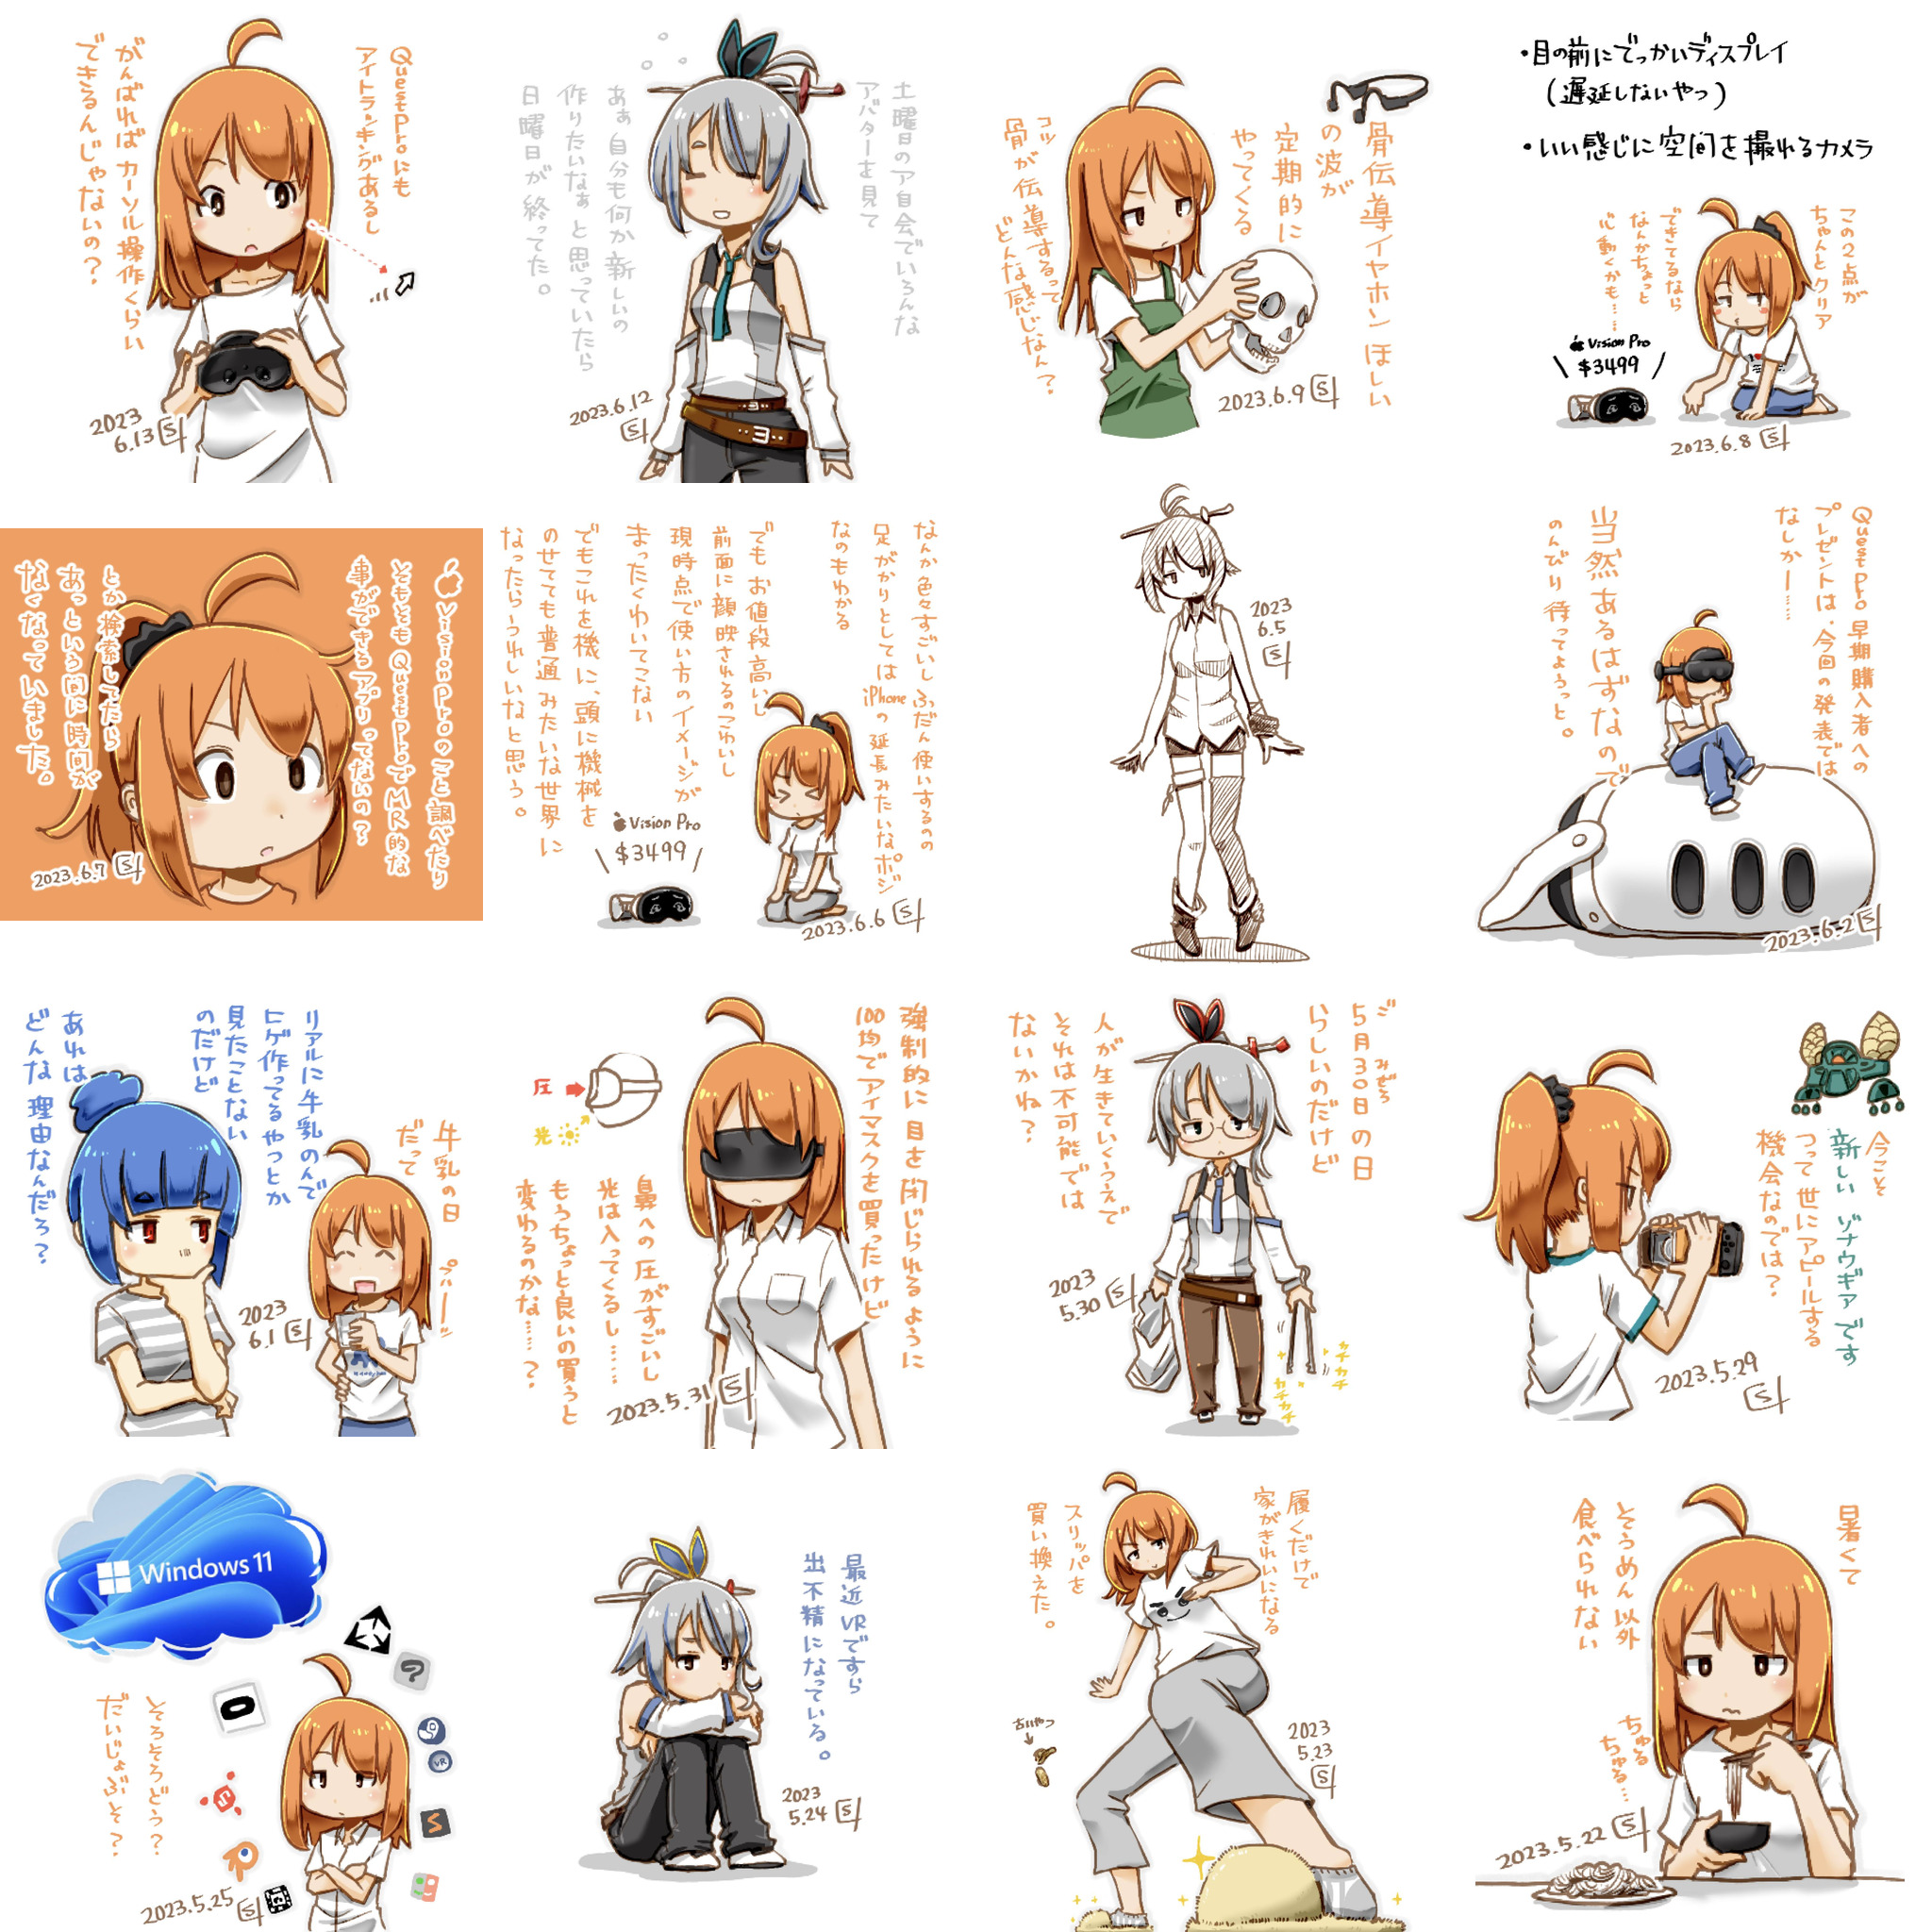 Questproにも
アイトラッキングあるし
がんばれば カーソル操作くらい
できるんじゃないの?
2023
6.13
土曜日のア自会でいろんな
アバターを見て
あぁ 自分も何か新しいの
作りたいなぁ と思っていたら
日曜日が 終ってた。
2023.6.12
骨伝導イヤホン ほしい
の波が
定期的に
やってくる
コツ
骨が伝導するって
どんな感じなん?
2023.6.9
・目の前にでっかいディスプレイ
(遅延しないやつ)
・いい感じに空間を撮れるカメラ
この2点が
ちゃんとクリア
できてるなら
なんかちょっと
心動くかも……
Vision Pro
$3499
2023.6.8
Vision Proのこと調べたり
そもそもQuestProでMR的な
事ができるアプリってないの?
とか検索してたら
あっという間に時間が
なくなっていました。
2023.6.7
なんか色々すごいし ふだん使いするのの
足がかりとしては iPhoneの延長みたいなポジ
なのもわかる
でも お値段高いし
前面に顔映されるのこわいし
現時点で使い方のイメージが
まったくわいてこない
でもこれを機に、頭に機械を
のせてても普通みたいな世界に
なったらうれしいなと思う。
Vision Pro
$3499
2023.6.6
2023
6.5
Quest Pro 早期購入者への
プレゼントは、今回の発表では
なしかー……
当然あるはずなので
のんびり待ってようっと。
2023.6.2
牛乳の日
だって
プハーッ
リアルに牛乳のんで
ヒゲ作ってるやつとか
見たことない
のだけど
あれは
どんな理由なんだろ?
2023
6.1
強制的に目を閉じられるように
100均でアイマスクを買ったけど
圧
光
鼻への圧がすごいし
光は入ってくるし……
もうちょっと良いの買うと
変わるのかな……?
2023.5.31
ご みぜろ
5月30日の日
らしいのだけど
人が生きていくうえで
それは不可能では
ないかね?
カチカチ
カチカチ
2023
5.30
今こそ
新しい ゾナウギア です
って 世にアピールする
機会なのでは?
2023.5.29
Windows 11
?
VR
S
そろそろどう?
だいじょぶそ?
2023.5.25
最近 VRですら
出不精になっている。
2023
5.24
履くだけで
家がきれいになる
スリッパを
買い換えた。
古いやつ
2023
5.23
暑くて
そうめん以外
食べられない
ちゅる
ちゅる…
2023.5.22